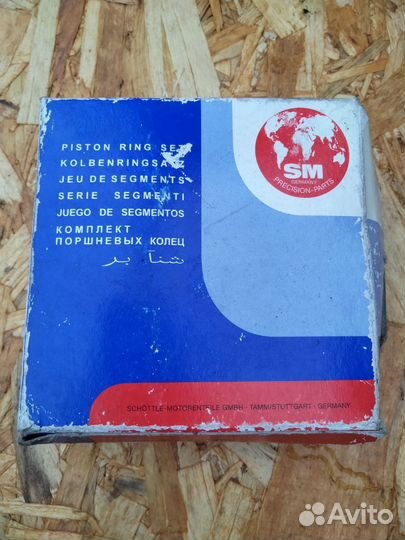 PISTON RING SET
KOLBENRINGSATZ
JEU DE SEGMENTS
SERIE SEGMENTI
JUEGO DE SEGMENTOS
КОМПЛЕКТ
ПОРШНЕВЫХ КОЛЕЦ
SM
GERMANY
PRECISION-PARTS
SCHÖTTLE-MOTORENTEILE GMBH · TAMM/STUTTGART · GERMANY
Avito